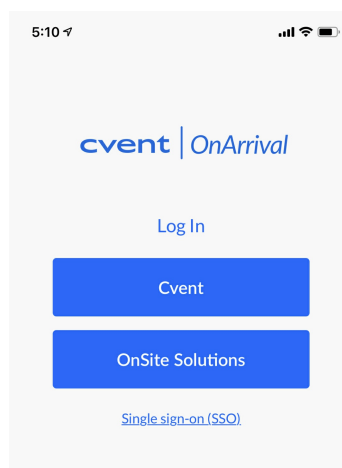 5:10
cvent | OnArrival
Log In
Cvent
OnSite Solutions
Single sign-on (SSO)